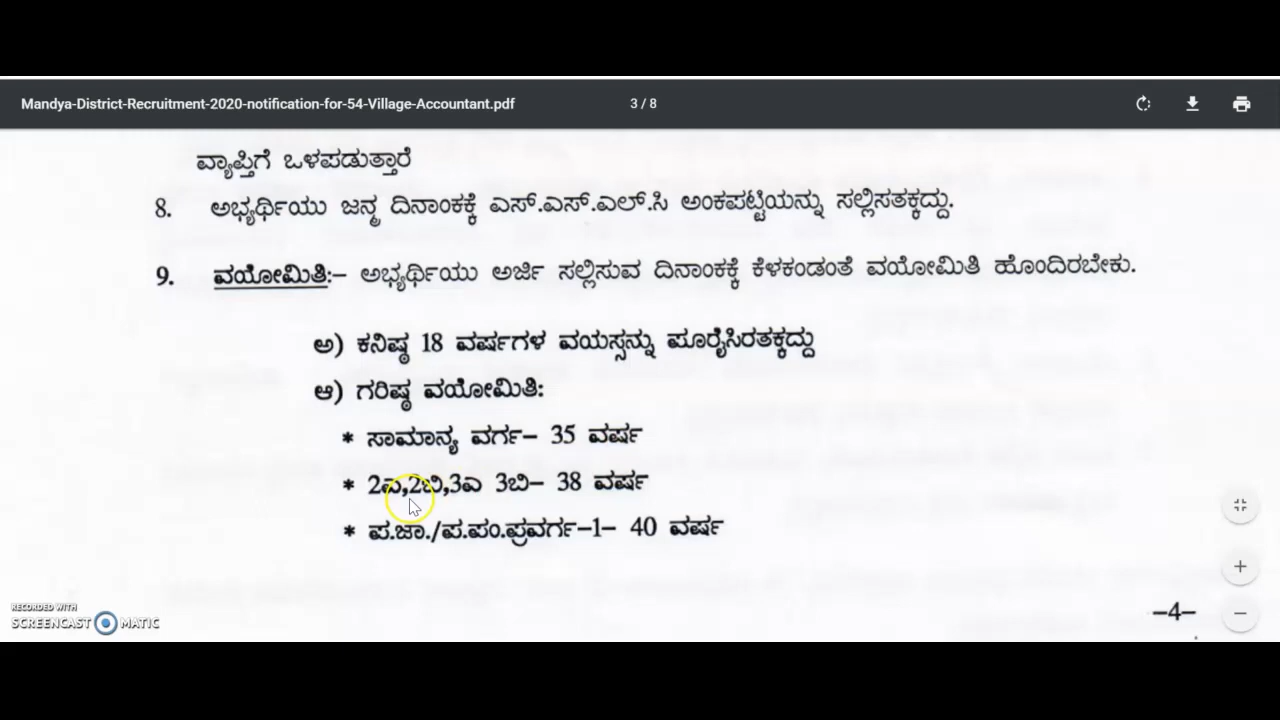 Mandya-District-Recruitment-2020-notification-for-54-Village-Accountant.pdf 3 / 8
ವ್ಯಾಪ್ತಿಗೆ ಒಳಪಡುತ್ತಾರೆ
8. ಅಭ್ಯರ್ಥಿಯು ಜನ್ಮ ದಿನಾಂಕಕ್ಕೆ ಎಸ್.ಎಸ್.ಎಲ್.ಸಿ ಅಂಕಪಟ್ಟಿಯನ್ನು ಸಲ್ಲಿಸತಕ್ಕದ್ದು.
9. ವಯೋಮಿತಿ:– ಅಭ್ಯರ್ಥಿಯು ಅರ್ಜಿ ಸಲ್ಲಿಸುವ ದಿನಾಂಕಕ್ಕೆ ಕೆಳಕಂಡಂತೆ ವಯೋಮಿತಿ ಹೊಂದಿರಬೇಕು.
ಅ) ಕನಿಷ್ಠ 18 ವರ್ಷಗಳ ವಯಸ್ಸನ್ನು ಪೂರೈಸಿರತಕ್ಕದ್ದು
ಆ) ಗರಿಷ್ಠ ವಯೋಮಿತಿ:
* ಸಾಮಾನ್ಯ ವರ್ಗ– 35 ವರ್ಷ
* 2ಎ,2ಬಿ,3ಎ 3ಬಿ– 38 ವರ್ಷ
* ಪ.ಜಾ./ಪ.ಪಂ.ಪ್ರವರ್ಗ–1– 40 ವರ್ಷ
–4–
RECORDED WITH
SCREENCAST MATIC